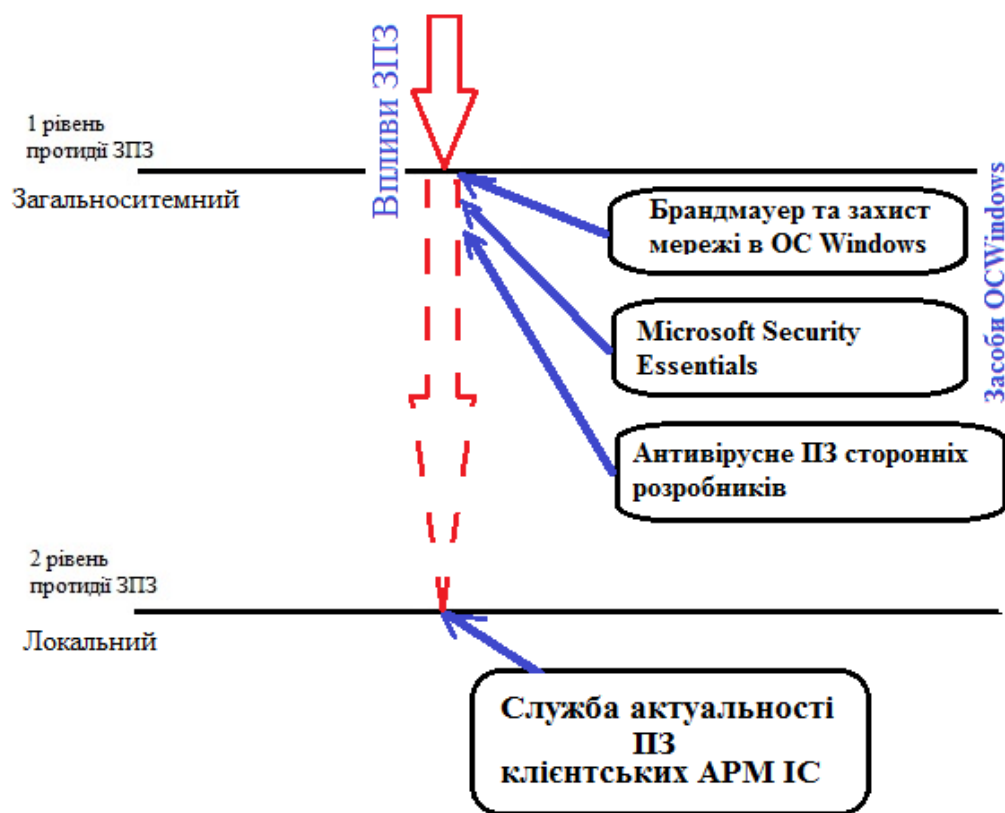 Впливи ЗПЗ
1 рівень
протидії ЗПЗ
Загальноситемний
Брандмауер та захист
мережі в ОС Windows
Microsoft Security
Essentials
Антивірусне ПЗ сторонніх
розробників
Засоби ОСWindows
2 рівень
протидії ЗПЗ
Локальний
Служба актуальності
ПЗ
клієнтських АРМ ІС